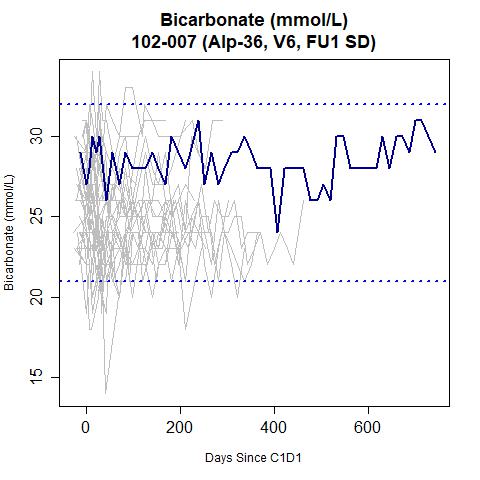 Bicarbonate (mmol/L)
102-007 (Alp-36, V6, FU1 SD)
Bicarbonate (mmol/L)
30
25
20
15
0
200
400
600
Days Since C1D1